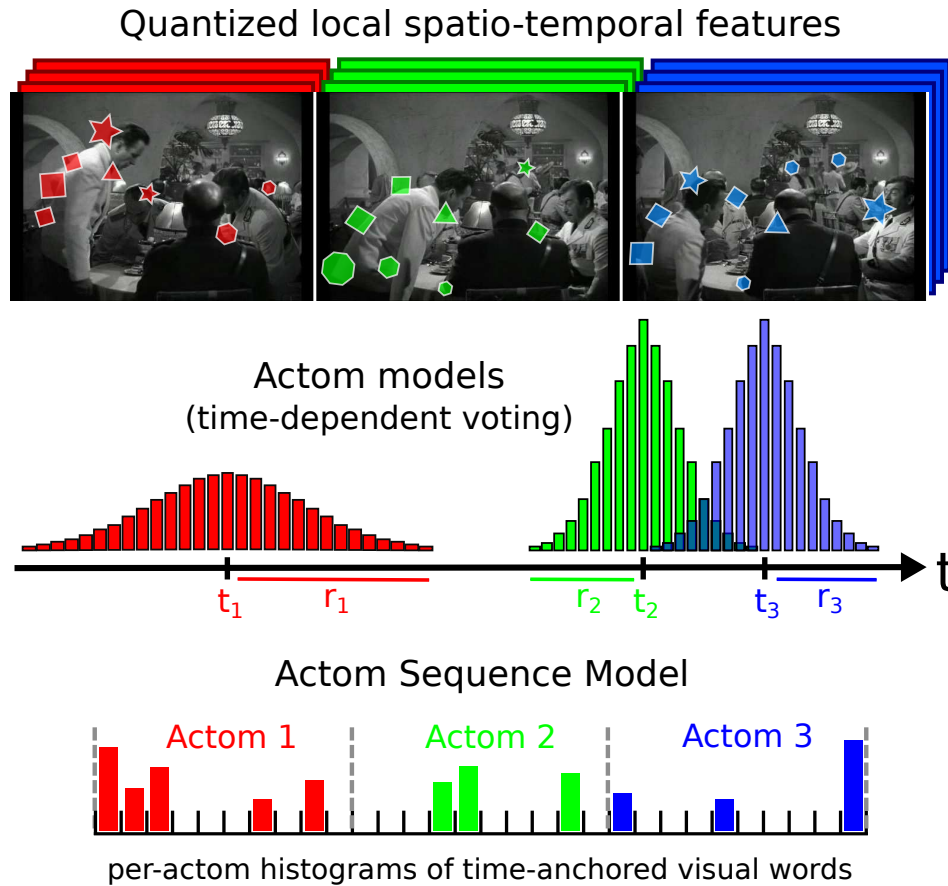 Quantized local spatio-temporal features
Actom models
(time-dependent voting)
t
t₁ r₁ r₂ t₂ t₃ r₃
Actom Sequence Model
Actom 1 Actom 2 Actom 3
per-actom histograms of time-anchored visual words